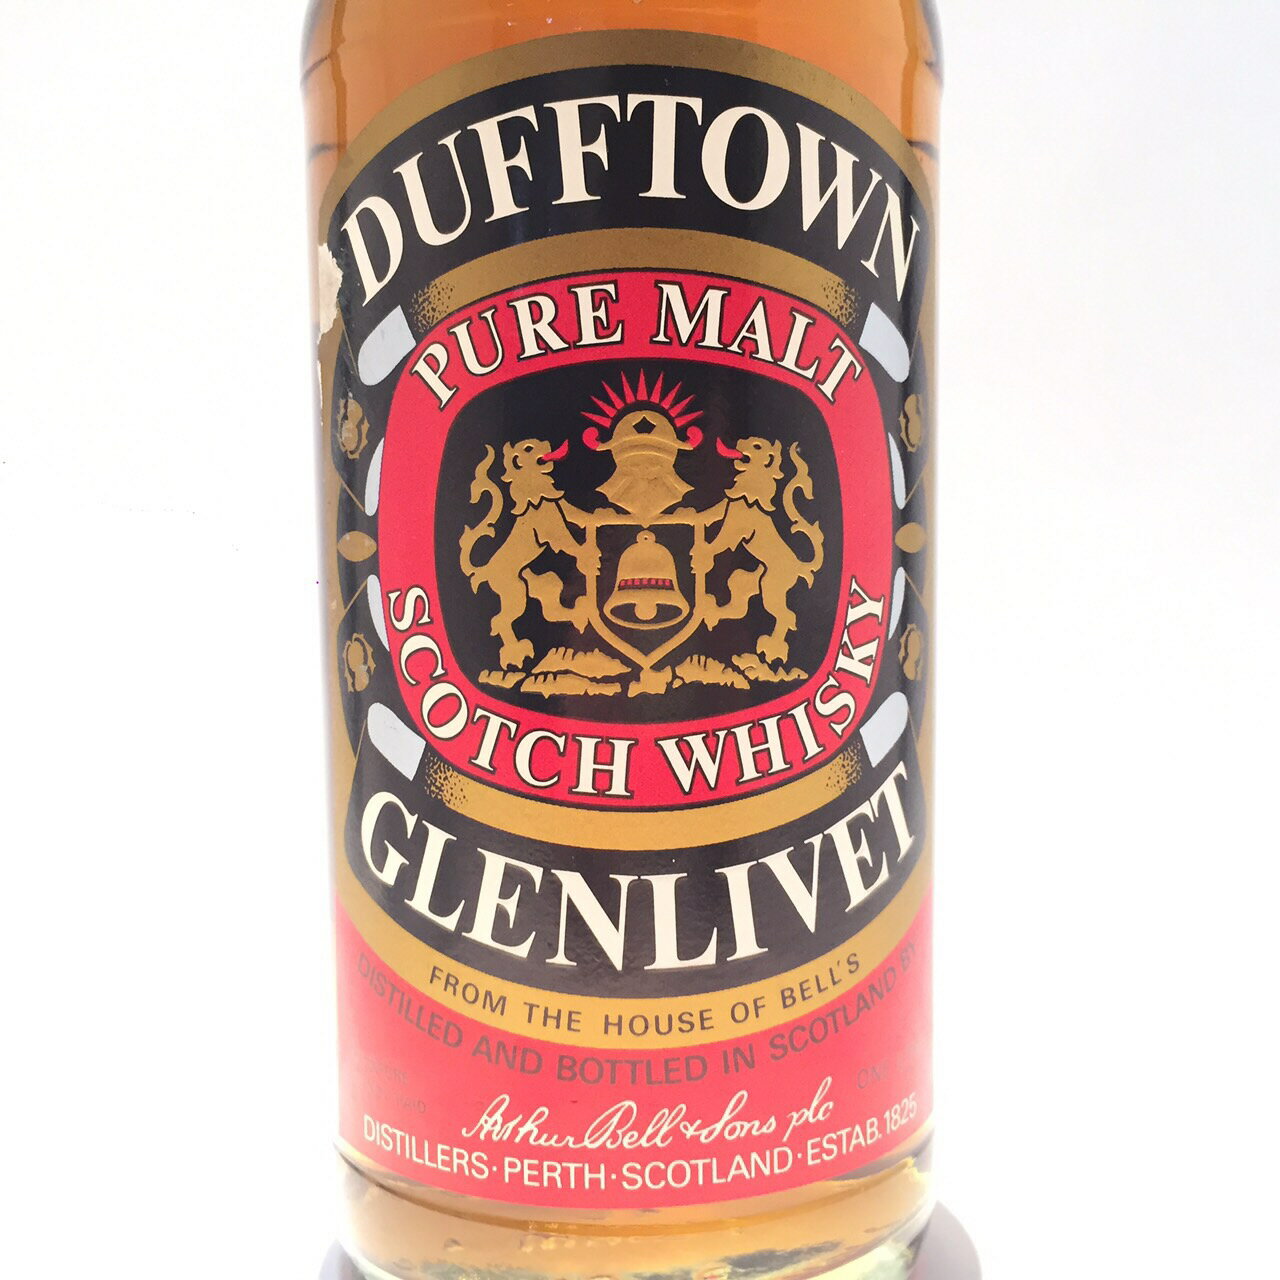 DUFFTOWN
PURE MALT
SCOTCH WHISKY
GLENLIVET
FROM THE HOUSE OF BELL'S
DISTILLED AND BOTTLED IN SCOTLAND BY
Arthur Bell & Sons plc
DISTILLERS·PERTH·SCOTLAND·ESTAB. 1825